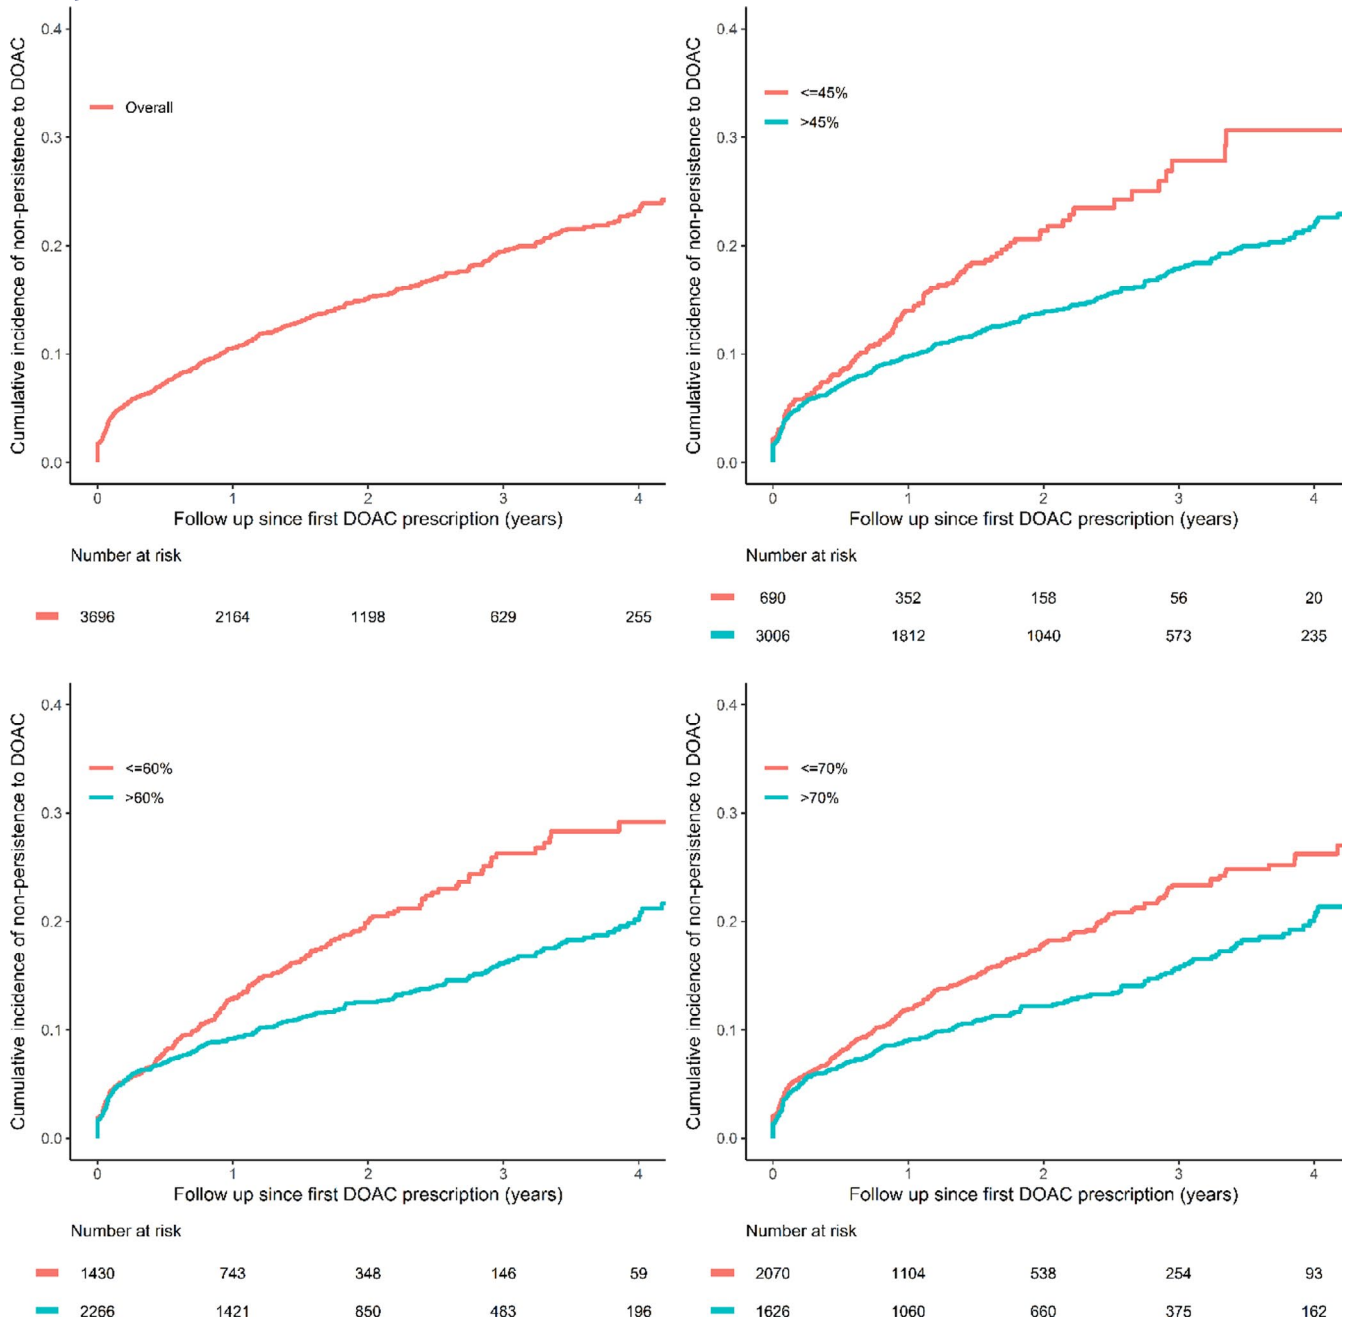 Cumulative incidence of non-persistence to DOAC
0.4
0.3
0.2
0.1
0.0
Overall
0 1 2 3 4
Follow up since first DOAC prescription (years)
Number at risk
3696 2164 1198 629 255
Cumulative incidence of non-persistence to DOAC
0.4
0.3
0.2
0.1
0.0
<=45%
>45%
0 1 2 3 4
Follow up since first DOAC prescription (years)
Number at risk
690 352 158 56 20
3006 1812 1040 573 235
Cumulative incidence of non-persistence to DOAC
0.4
0.3
0.2
0.1
0.0
<=60%
>60%
0 1 2 3 4
Follow up since first DOAC prescription (years)
Number at risk
1430 743 348 146 59
2266 1421 850 483 196
Cumulative incidence of non-persistence to DOAC
0.4
0.3
0.2
0.1
0.0
<=70%
>70%
0 1 2 3 4
Follow up since first DOAC prescription (years)
Number at risk
2070 1104 538 254 93
1626 1060 660 375 162